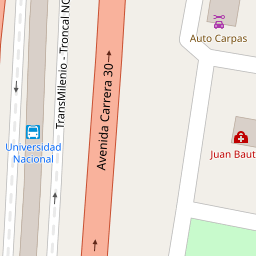 TransMilenio - Troncal NQ
Avenida Carrera 30
Auto Carpas
Universidad
Nacional
Juan Baut